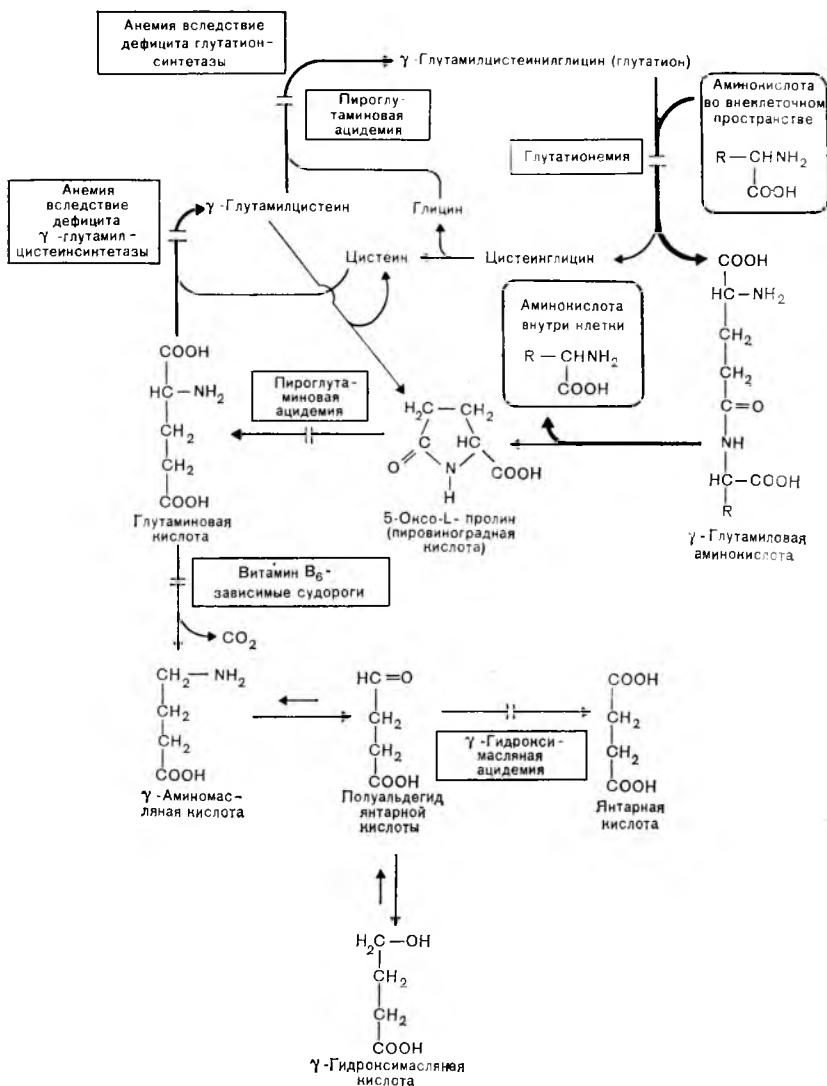 Анемия вследствие
дефицита глутатион-
синтетазы
γ-Глутамилцистеинилглицин (глутатион)
Пироглу-
таминовая
ацидемия
Аминокислота
во внеклеточном
пространстве
R—CHNH₂
COOH
Глутатионемия
Анемия
вследствие
дефицита
γ-глутамил-
цистеинсинтетазы
γ-Глутамилцистеин
Глицин
Цистеин
Цистеинглицин
Аминокислота
внутри клетки
R—CHNH₂
COOH
COOH
HC—NH₂
CH₂
CH₂
C=O
NH
HC—COOH
R
γ-Глутамиловая
аминокислота
COOH
HC—NH₂
CH₂
CH₂
COOH
Глутаминовая
кислота
Пироглута-
миновая
ацидемия
H₂C—CH₂
C HC
O N COOH
H
5-Оксо-L- пролин
(пировиноградная
кислота)
Витамин B₆-
зависимые судороги
CO₂
CH₂—NH₂
CH₂
CH₂
COOH
γ-Аминомас-
ляная кислота
HC=O
CH₂
CH₂
COOH
Полуальдегид
янтарной
кислоты
γ-Гидрокси-
масляная
ацидемия
COOH
CH₂
CH₂
COOH
Янтарная
кислота
H₂C—OH
CH₂
CH₂
COOH
γ-Гидроксимасляная
кислота